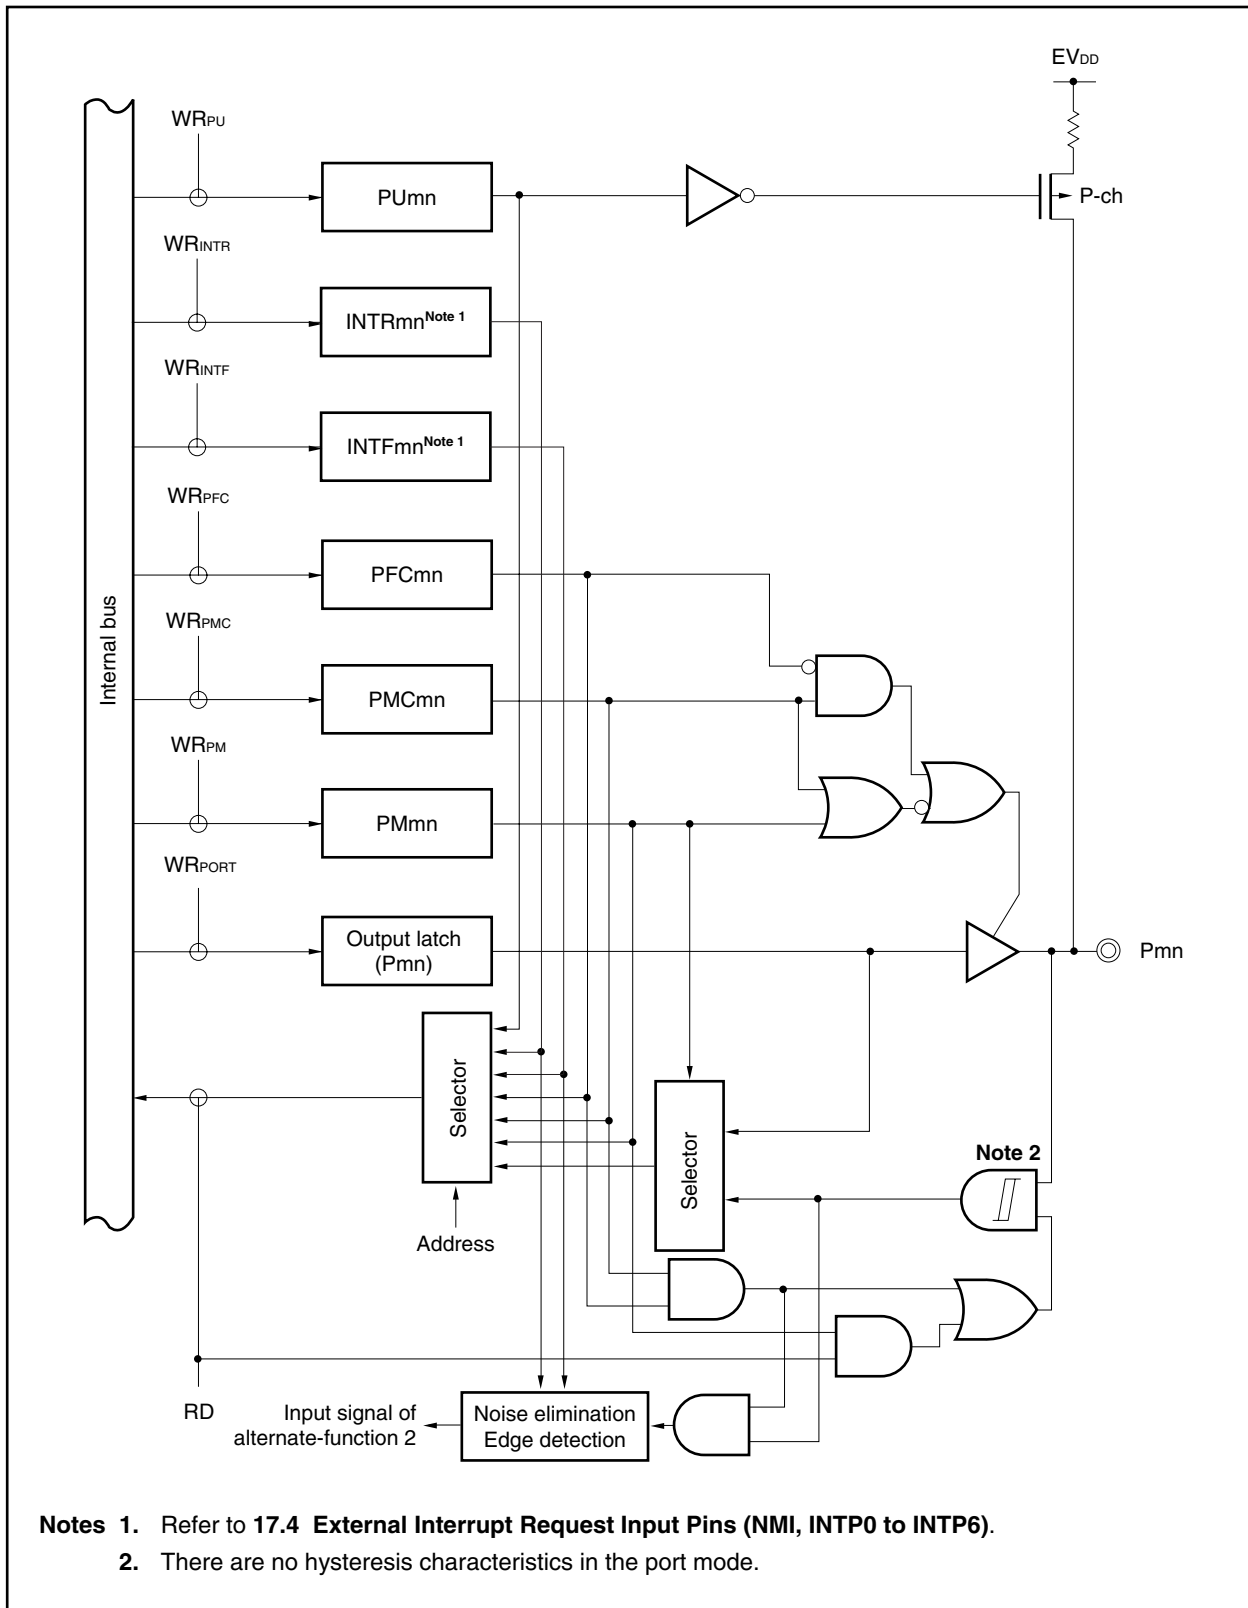 EVDD
WRPU
PUmn
P-ch
WRINTR
INTRmnNote 1
WRINTF
INTFmnNote 1
WRPFC
PFCmn
Internal bus
WRPMC
PMCmn
WRPM
PMmn
WRPORT
Output latch
(Pmn)
Pmn
Selector
Selector
Note 2
Address
RD
Input signal of
alternate-function 2
Noise elimination
Edge detection
Notes 1. Refer to 17.4 External Interrupt Request Input Pins (NMI, INTP0 to INTP6).
2. There are no hysteresis characteristics in the port mode.